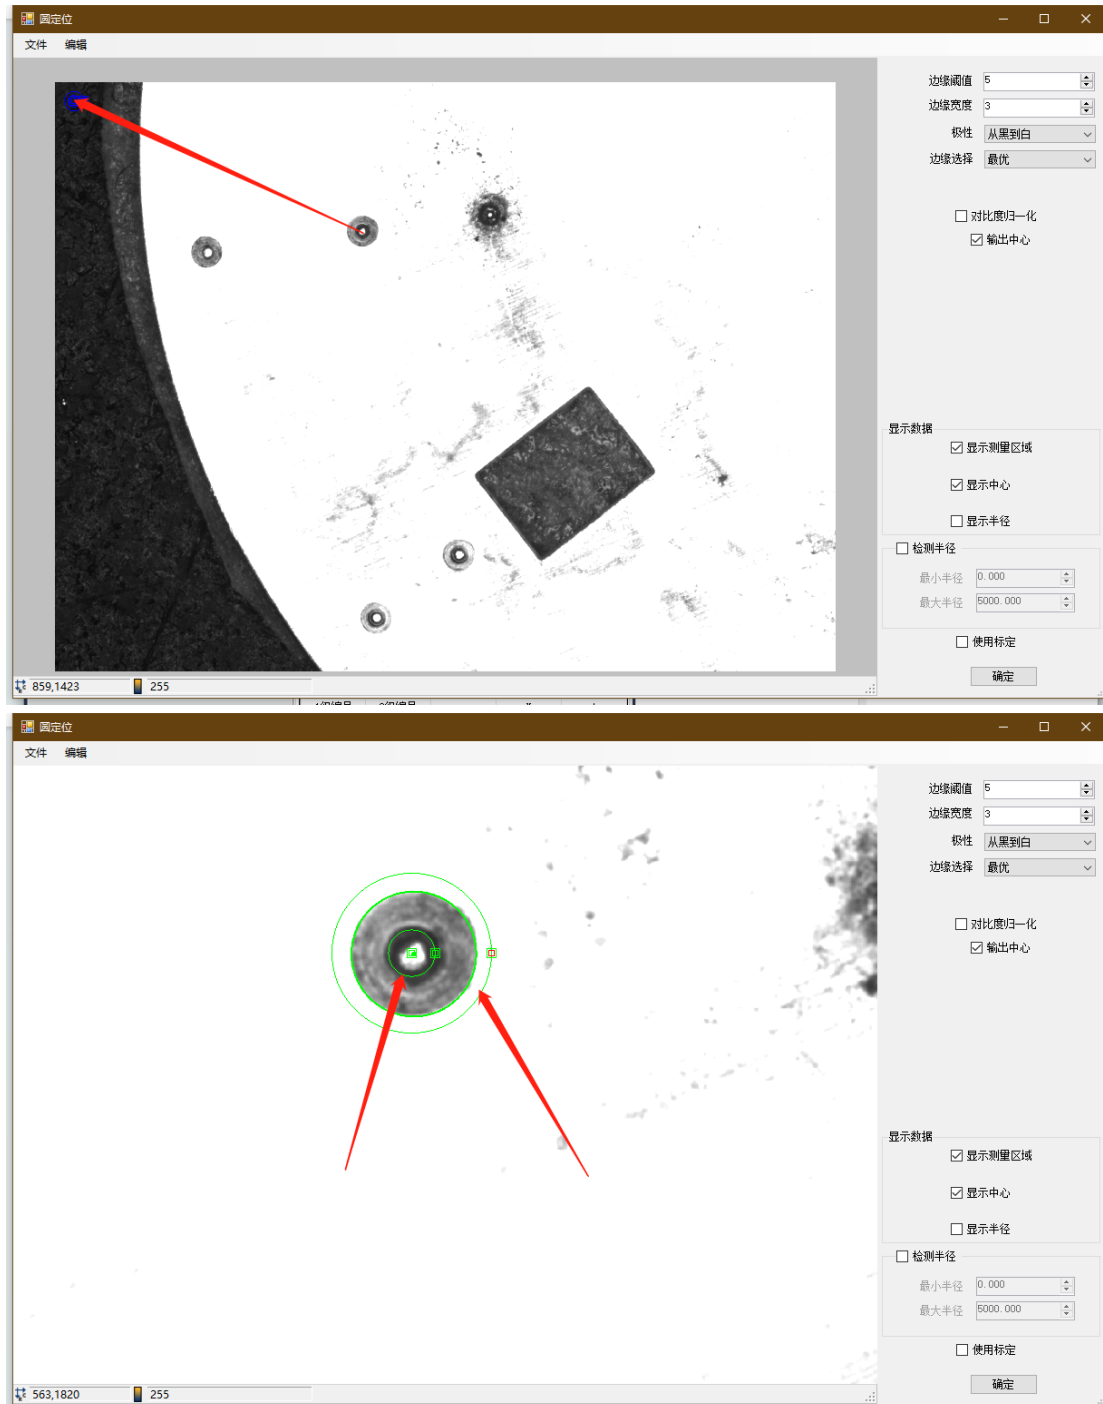 圆定位
文件 编辑
边缘阈值 5
边缘宽度 3
极性 从黑到白
边缘选择 最优
对比度归一化
输出中心
显示数据
显示测量区域
显示中心
显示半径
检测半径
最小半径 0.000
最大半径 5000.000
使用标定
确定
859,1423 255
圆定位
文件 编辑
边缘阈值 5
边缘宽度 3
极性 从黑到白
边缘选择 最优
对比度归一化
输出中心
显示数据
显示测量区域
显示中心
显示半径
检测半径
最小半径 0.000
最大半径 5000.000
使用标定
确定
563,1820 255